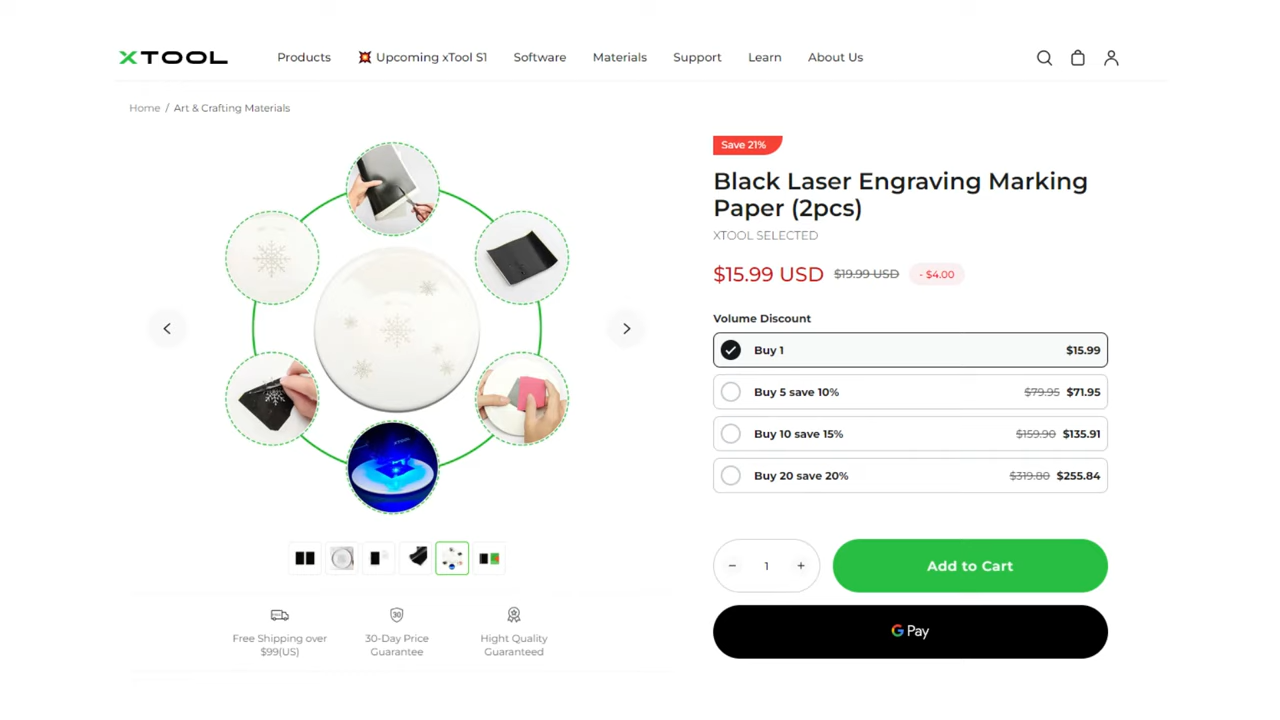 XTOOL
Products
Upcoming xTool S1
Software
Materials
Support
Learn
About Us
Home / Art & Crafting Materials
Save 21%
Black Laser Engraving Marking
Paper (2pcs)
XTOOL SELECTED
$15.99 USD $19.99 USD - $4.00
Volume Discount
Buy 1 $15.99
Buy 5 save 10% $79.95 $71.95
Buy 10 save 15% $159.90 $135.91
Buy 20 save 20% $319.80 $255.84
− 1 +
Add to Cart
G Pay
30
Free Shipping over
$99(US)
30-Day Price
Guarantee
Hight Quality
Guaranteed